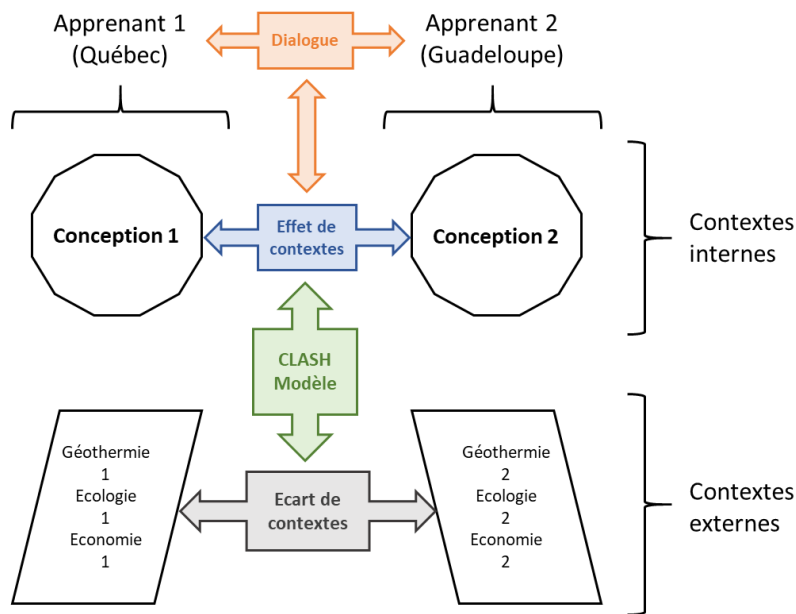 Apprenant 1
(Québec)
Dialogue
Apprenant 2
(Guadeloupe)
Conception 1
Effet de
contextes
Conception 2
Contextes
internes
CLASH
Modèle
Géothermie
1
Ecologie
1
Economie
1
Ecart de
contextes
Géothermie
2
Ecologie
2
Economie
2
Contextes
externes